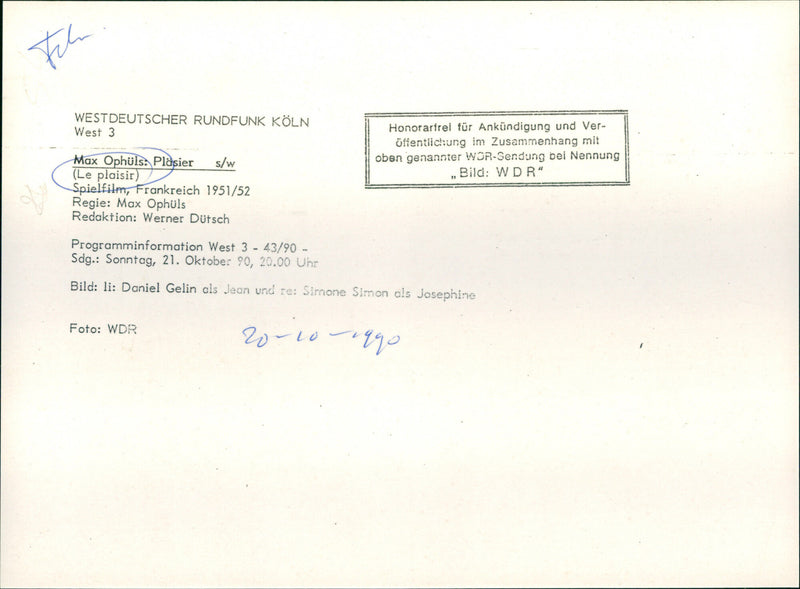 WESTDEUTSCHER RUNDFUNK KÖLN
West 3
Max Ophüls: Pläsier s/w
(Le plaisir)
Spielfilm, Frankreich 1951/52
Regie: Max Ophüls
Redaktion: Werner Dütsch
Programminformation West 3 - 43/90 -
Sdg.: Sonntag, 21. Oktober 90, 20.00 Uhr
Bild: li: Daniel Gelin als Jean und re: Simone Simon als Josephine
Foto: WDR
20-10-1990
Honorarfrei für Ankündigung und Ver-
öffentlichung im Zusammenhang mit
oben genannter WDR-Sendung bei Nennung
„Bild: WDR"